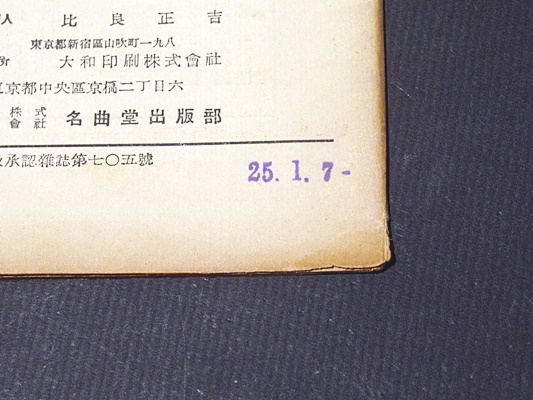 人 比良正吉
東京都新宿區山吹町一九八
所 大和印刷株式會社
東京都中央區京橋二丁目六
株式會社 名曲堂出版部
承認雜誌第七〇五號
25. 1. 7 -